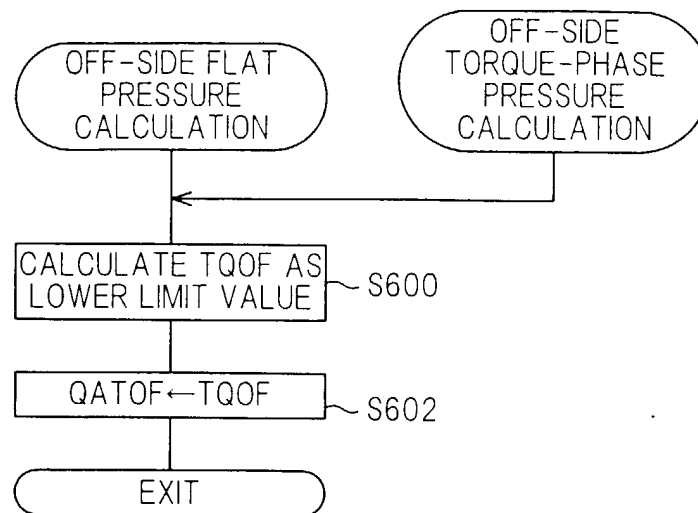 OFF-SIDE FLAT
PRESSURE
CALCULATION
OFF-SIDE
TORQUE-PHASE
PRESSURE
CALCULATION
CALCULATE TQOF AS
LOWER LIMIT VALUE
S600
QATOF←TQOF
S602
EXIT